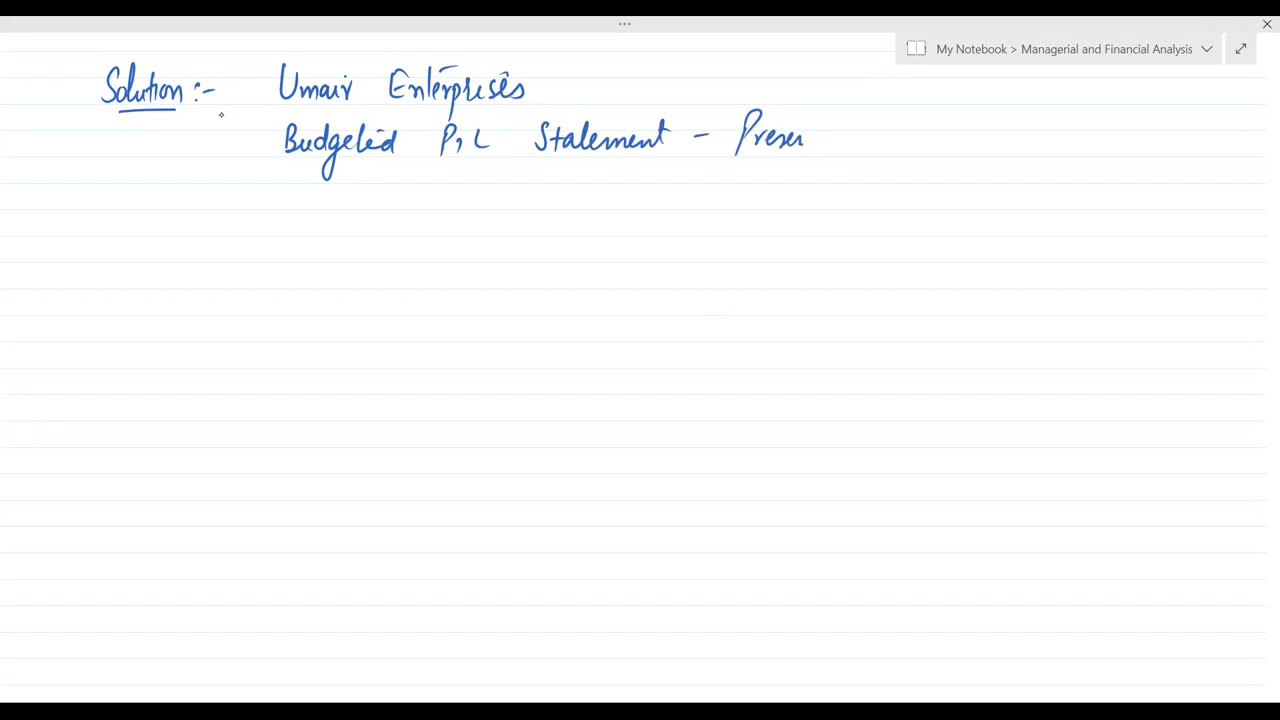 My Notebook > Managerial and Financial Analysis
Solution :- Umair Enterprises
Budgeted P, L Statement - Presen